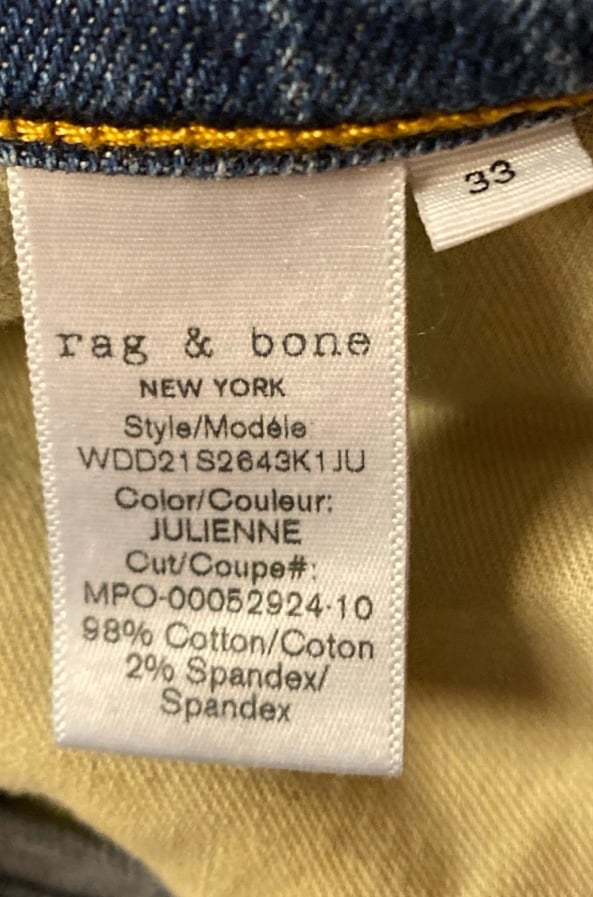 33
rag & bone
NEW YORK
Style/Modéle
WDD21S2643K1JU
Color/Couleur:
JULIENNE
Cut/Coupe#:
MPO-00052924-10
98% Cotton/Coton
2% Spandex/
Spandex